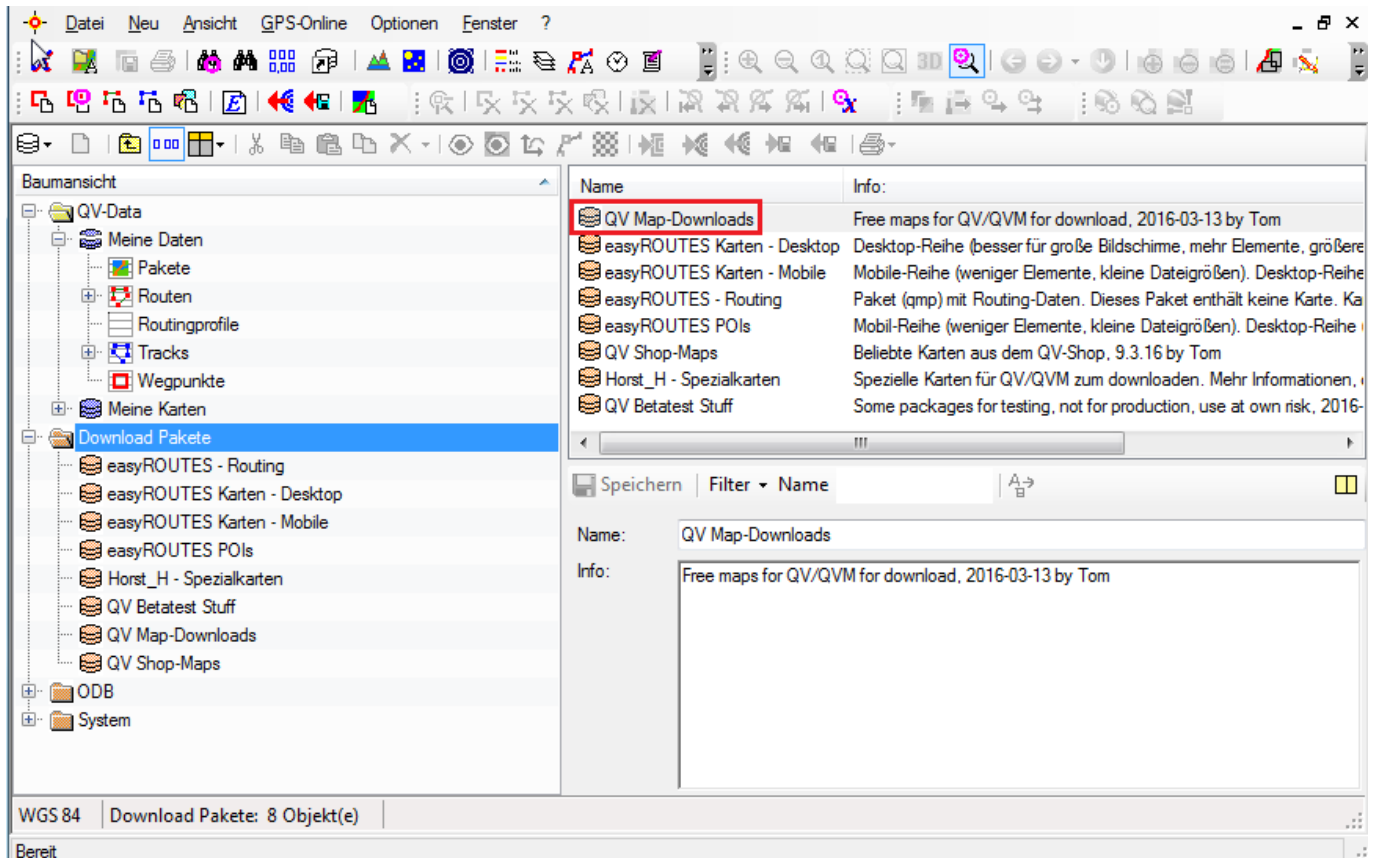 Datei Neu Ansicht GPS-Online Optionen Fenster ?
3D
Baumansicht
QV-Data
Meine Daten
Pakete
Routen
Routingprofile
Tracks
Wegpunkte
Meine Karten
Download Pakete
easyROUTES - Routing
easyROUTES Karten - Desktop
easyROUTES Karten - Mobile
easyROUTES POIs
Horst_H - Spezialkarten
QV Betatest Stuff
QV Map-Downloads
QV Shop-Maps
ODB
System
Name Info:
QV Map-Downloads Free maps for QV/QVM for download, 2016-03-13 by Tom
easyROUTES Karten - Desktop Desktop-Reihe (besser für große Bildschime, mehr Elemente, größere
easyROUTES Karten - Mobile Mobile-Reihe (weniger Elemente, kleine Dateigrößen). Desktop-Reihe
easyROUTES - Routing Paket (qmp) mit Routing-Daten. Dieses Paket enthält keine Karte. Ka
easyROUTES POIs Mobil-Reihe (weniger Elemente, kleine Dateigrößen). Desktop-Reihe
QV Shop-Maps Beliebte Karten aus dem QV-Shop, 9.3.16 by Tom
Horst_H - Spezialkarten Spezielle Karten für QV/QVM zum downloaden. Mehr Informationen,
QV Betatest Stuff Some packages for testing, not for production, use at own risk, 2016-
Speichern Filter Name
Name: QV Map-Downloads
Info: Free maps for QV/QVM for download, 2016-03-13 by Tom
WGS 84 Download Pakete: 8 Objekt(e)
Bereit